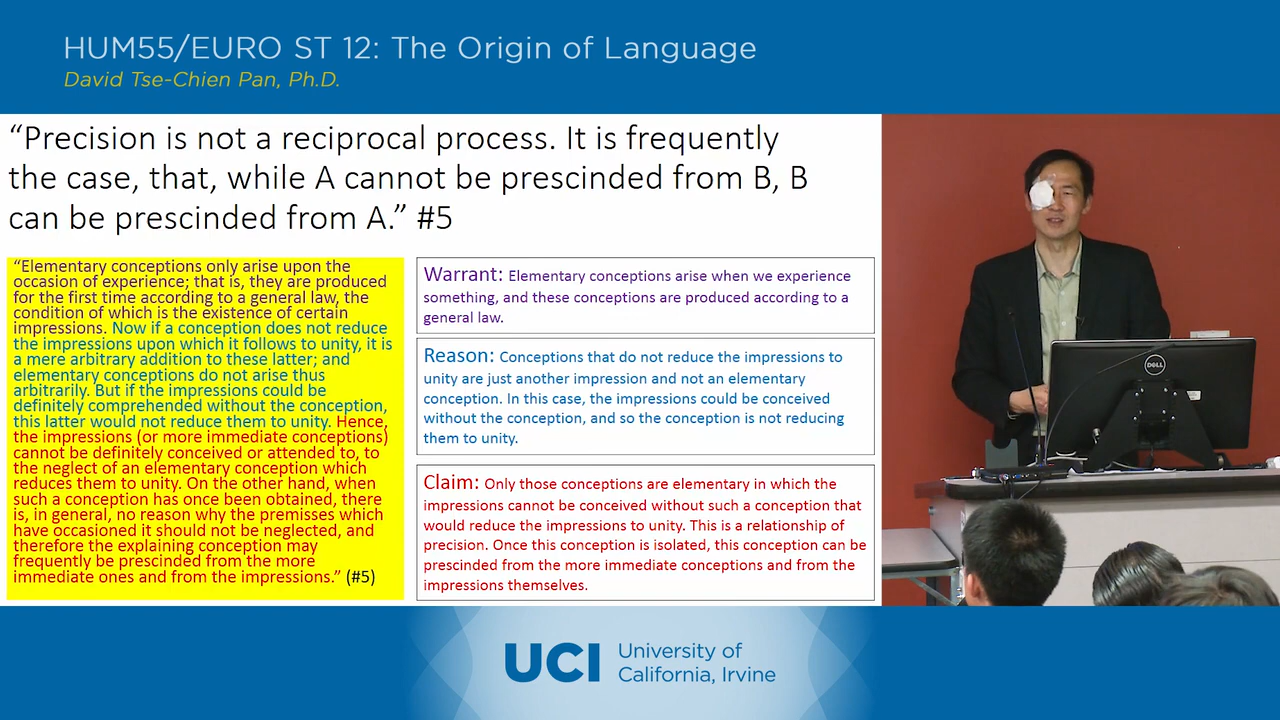 HUM55/EURO ST 12: The Origin of Language
David Tse-Chien Pan, Ph.D.
“Precision is not a reciprocal process. It is frequently
the case, that, while A cannot be prescinded from B, B
can be prescinded from A.” #5
“Elementary conceptions only arise upon the
occasion of experience; that is, they are produced
for the first time according to a general law, the
condition of which is the existence of certain
impressions. Now if a conception does not reduce
the impressions upon which it follows to unity, it is
a mere arbitrary addition to these latter; and
elementary conceptions do not arise thus
arbitrarily. But if the impressions could be
definitely comprehended without the conception,
this latter would not reduce them to unity. Hence,
the impressions (or more immediate conceptions)
cannot be definitely conceived or attended to, to
the neglect of an elementary conception which
reduces them to unity. On the other hand, when
such a conception has once been obtained, there
is, in general, no reason why the premisses which
have occasioned it should not be neglected, and
therefore the explaining conception may
frequently be prescinded from the more
immediate ones and from the impressions.” (#5)
Warrant: Elementary conceptions arise when we experience
something, and these conceptions are produced according to a
general law.
Reason: Conceptions that do not reduce the impressions to
unity are just another impression and not an elementary
conception. In this case, the impressions could be conceived
without the conception, and so the conception is not reducing
them to unity.
Claim: Only those conceptions are elementary in which the
impressions cannot be conceived without such a conception that
would reduce the impressions to unity. This is a relationship of
precision. Once this conception is isolated, this conception can be
prescinded from the more immediate conceptions and from the
impressions themselves.
DELL
UCI University of
California, Irvine